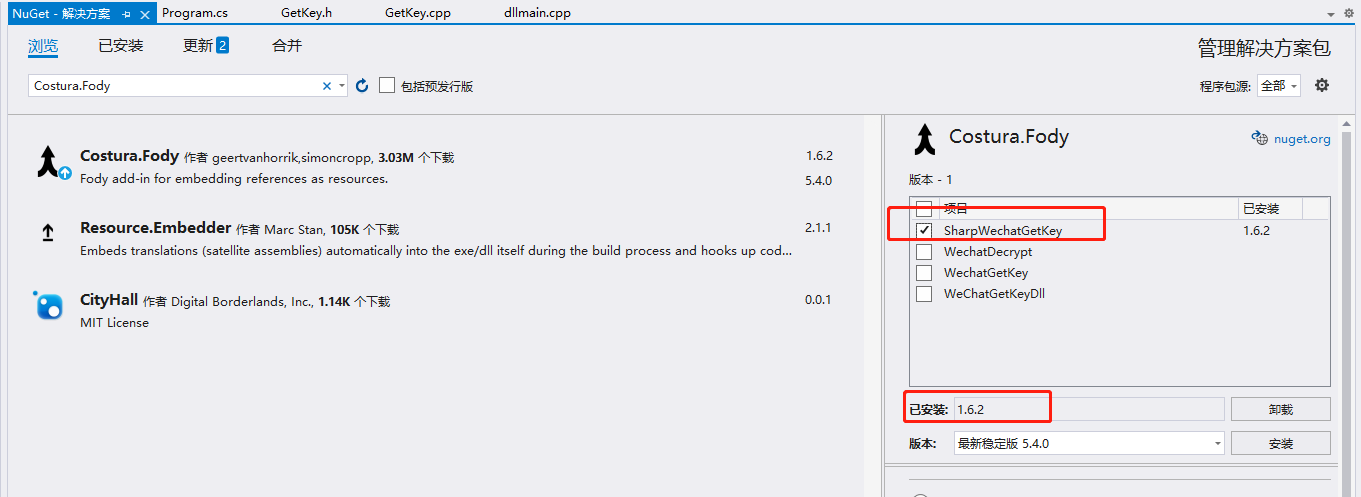 NuGet - 解决方案 Program.cs GetKey.h GetKey.cpp dllmain.cpp
浏览 已安装 更新 2 合并 管理解决方案包
Costura.Fody 包括预发行版 程序包源: 全部
Costura.Fody 作者 geertvanhorrik,simoncropp, 3.03M 个下载 1.6.2
Fody add-in for embedding references as resources. 5.4.0
Resource.Embedder 作者 Marc Stan, 105K 个下载 2.1.1
Embeds translations (satellite assemblies) automatically into the exe/dll itself during the build process and hooks up cod...
CityHall 作者 Digital Borderlands, Inc., 1.14K 个下载 0.0.1
MIT License
Costura.Fody nuget.org
版本 - 1
项目 已安装
SharpWechatGetKey 1.6.2
WechatDecrypt
WechatGetKey
WeChatGetKeyDll
已安装: 1.6.2 卸载
版本: 最新稳定版 5.4.0 安装